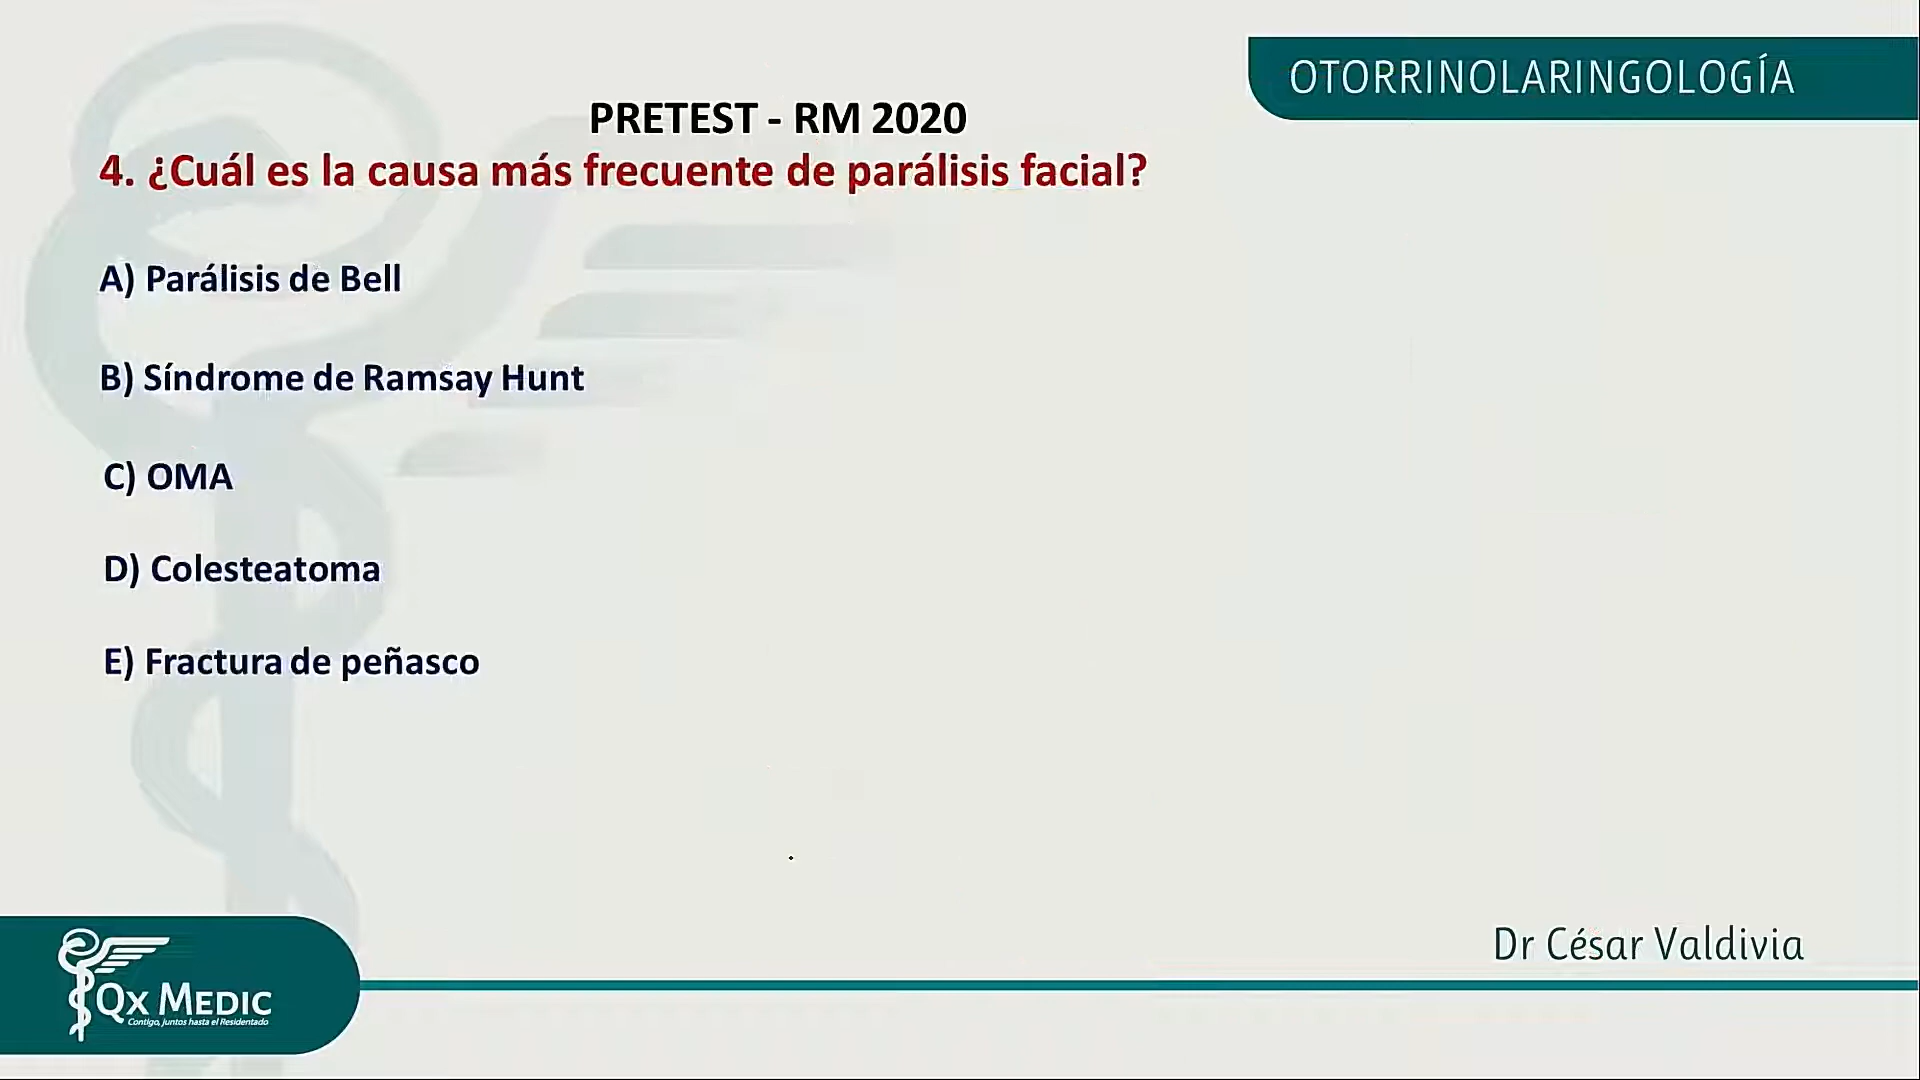 OTORRINOLARINGOLOGÍA
PRETEST - RM 2020
4. ¿Cuál es la causa más frecuente de parálisis facial?
A) Parálisis de Bell
B) Síndrome de Ramsay Hunt
C) OMA
D) Colesteatoma
E) Fractura de peñasco
Dr César Valdivia
QX MEDIC
Contigo, juntos hasta el Residentado